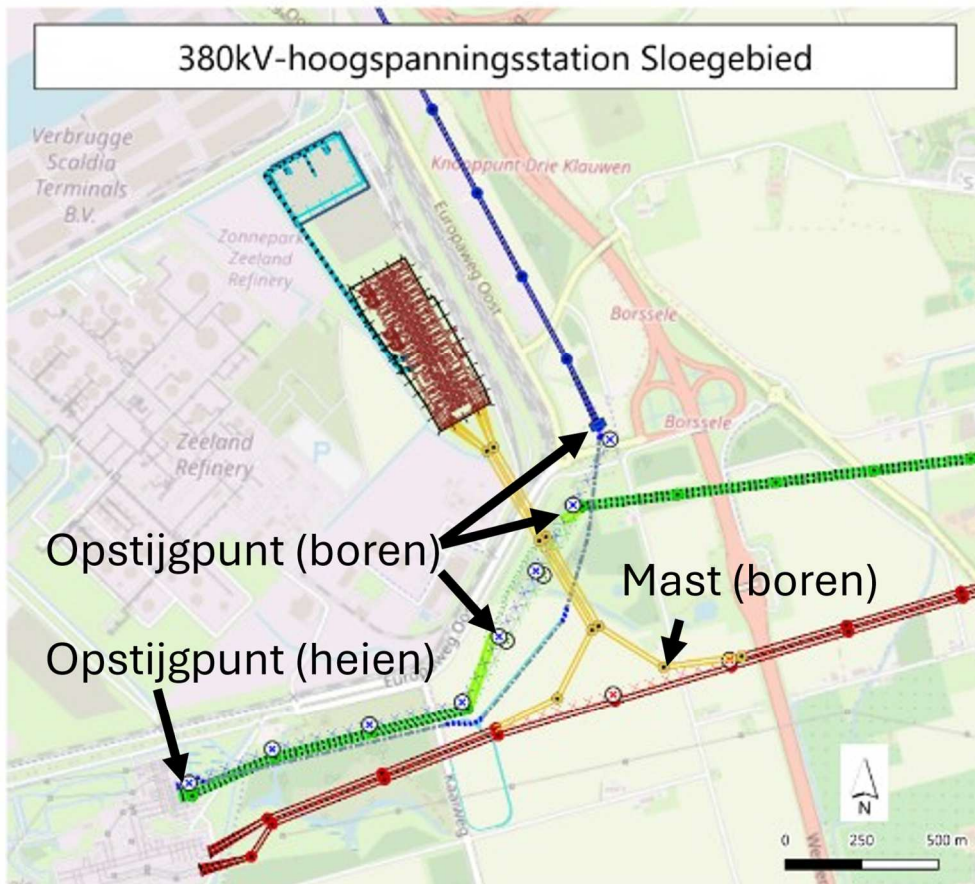 380kV-hoogspanningsstation Sloegebied
Verbrugge
Scaldia
Terminals
B.V.
Knooppunt Drie Klauwen
Zonnepark
Zeeland
Refinery
Europaweg Oost
Borssele
Borssele
Zeeland
Refinery
P
Opstijgpunt (boren)
Mast (boren)
Opstijgpunt (heien)
Europaweg Oost
Kaaiweg
N
0 250 500 m